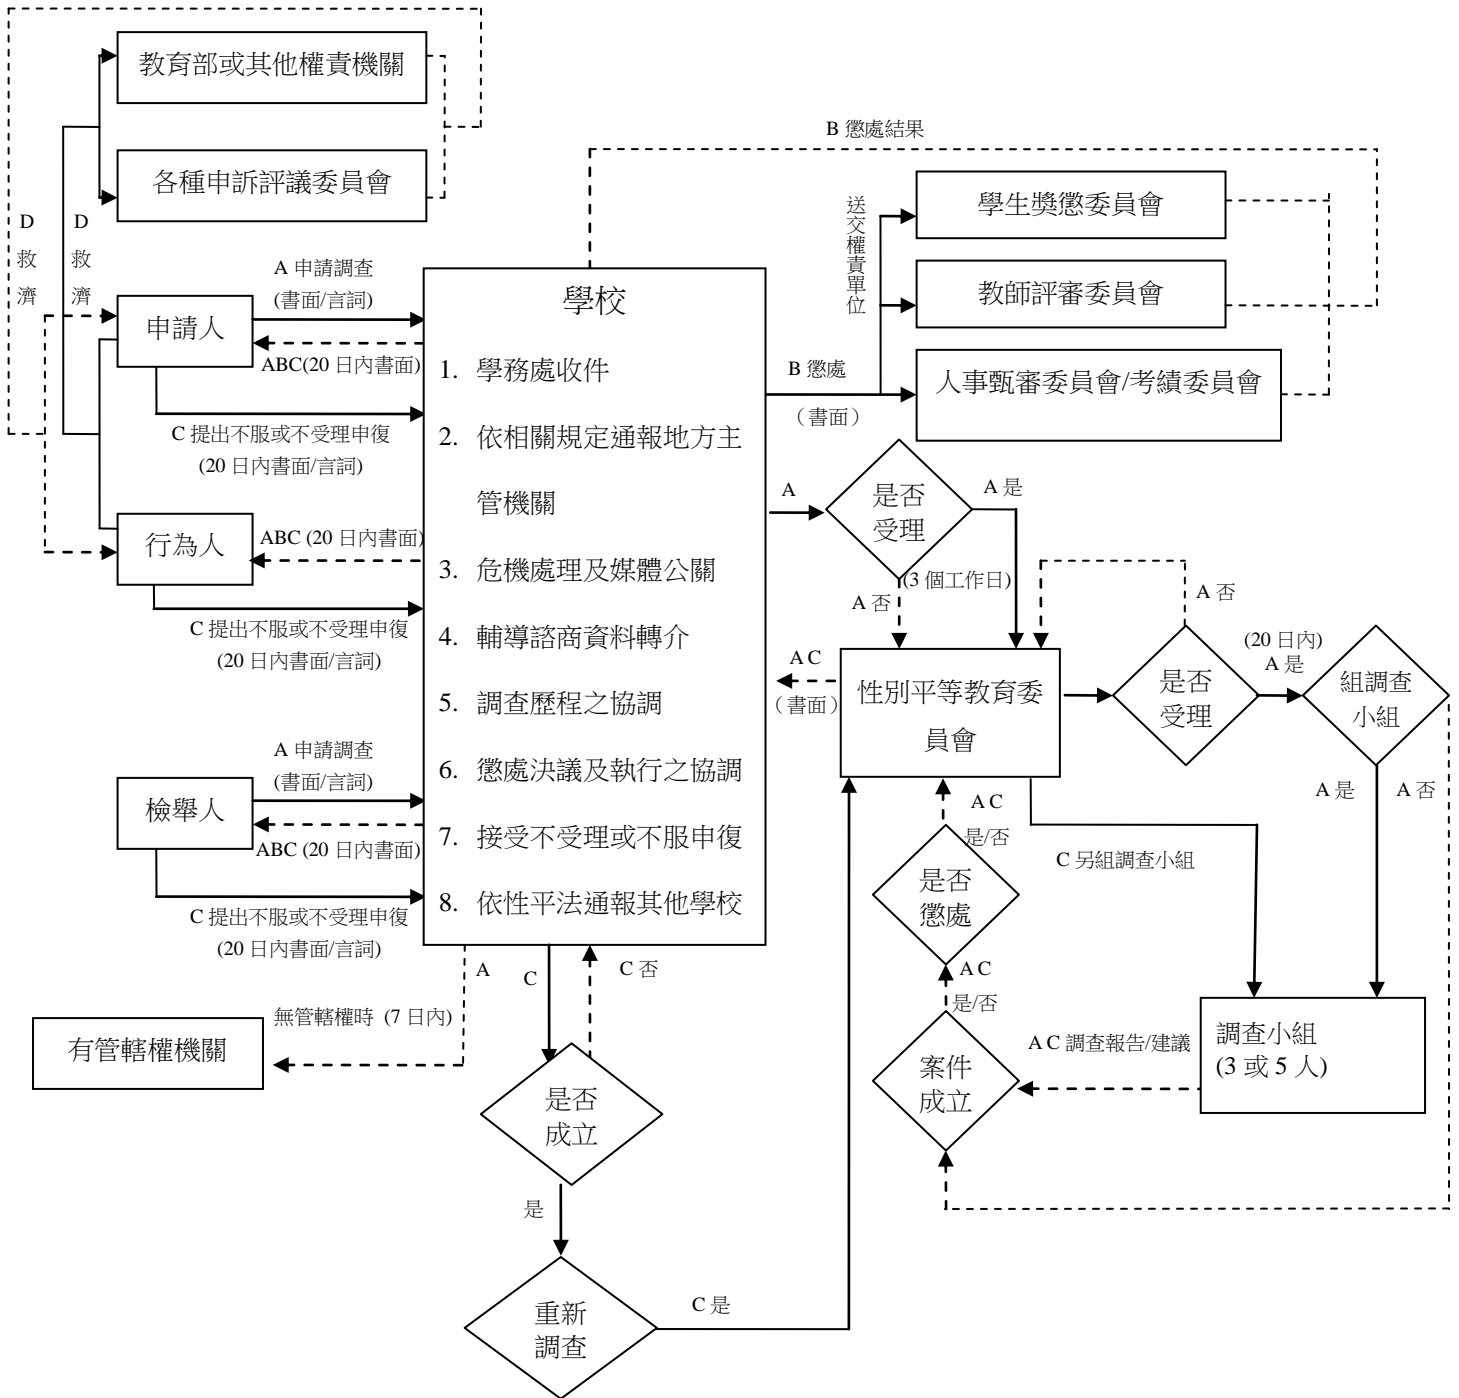 教育部或其他權責機關
B 懲處結果
各種申訴評議委員會
學生獎懲委員會
送交權責單位
D 救濟
D 救濟
A 申請調查
(書面/言詞)
學校
教師評審委員會
申請人
ABC(20 日內書面)
1. 學務處收件
B 懲處
（書面）
人事甄審委員會/考績委員會
C 提出不服或不受理申復
(20 日內書面/言詞)
2. 依相關規定通報地方主
管機關
A
是否
受理
A 是
行為人
ABC (20 日內書面)
3. 危機處理及媒體公關
(3 個工作日)
A 否
A 否
C 提出不服或不受理申復
(20 日內書面/言詞)
4. 輔導諮商資料轉介
A C
（書面）
性別平等教育委
員會
是否
受理
(20 日內)
A 是
組調查
小組
5. 調查歷程之協調
A 申請調查
(書面/言詞)
6. 懲處決議及執行之協調
A 是
A 否
檢舉人
ABC (20 日內書面)
7. 接受不受理或不服申復
A C
是/否
C 另組調查小組
C 提出不服或不受理申復
(20 日內書面/言詞)
8. 依性平法通報其他學校
是否
懲處
A
C
C 否
A C
是/否
無管轄權時 (7 日內)
有管轄權機關
A C 調查報告/建議
調查小組
(3 或 5 人)
是否
成立
案件
成立
是
重新
調查
C 是